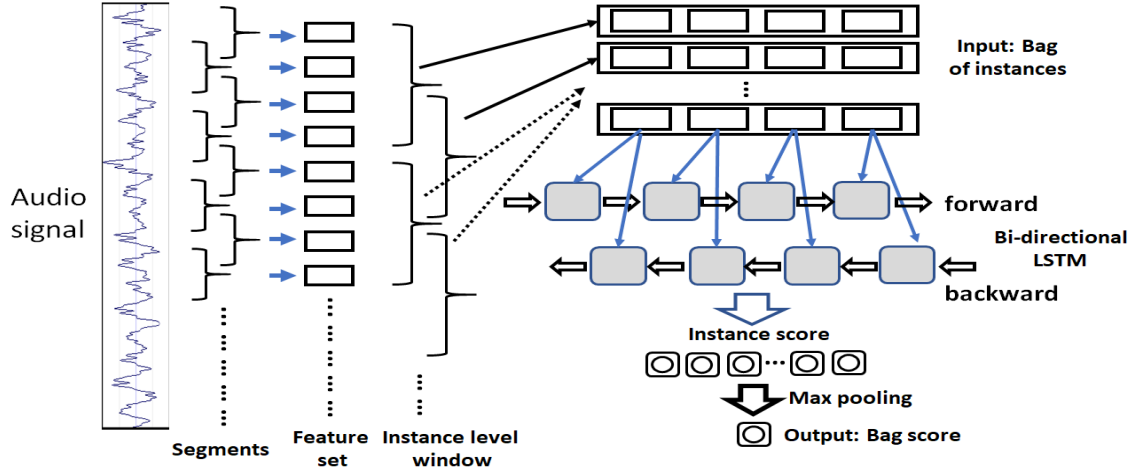 Audio
signal
Segments
Feature
set
Instance level
window
Input: Bag
of instances
forward
Bi-directional
LSTM
backward
Instance score
Max pooling
Output: Bag score